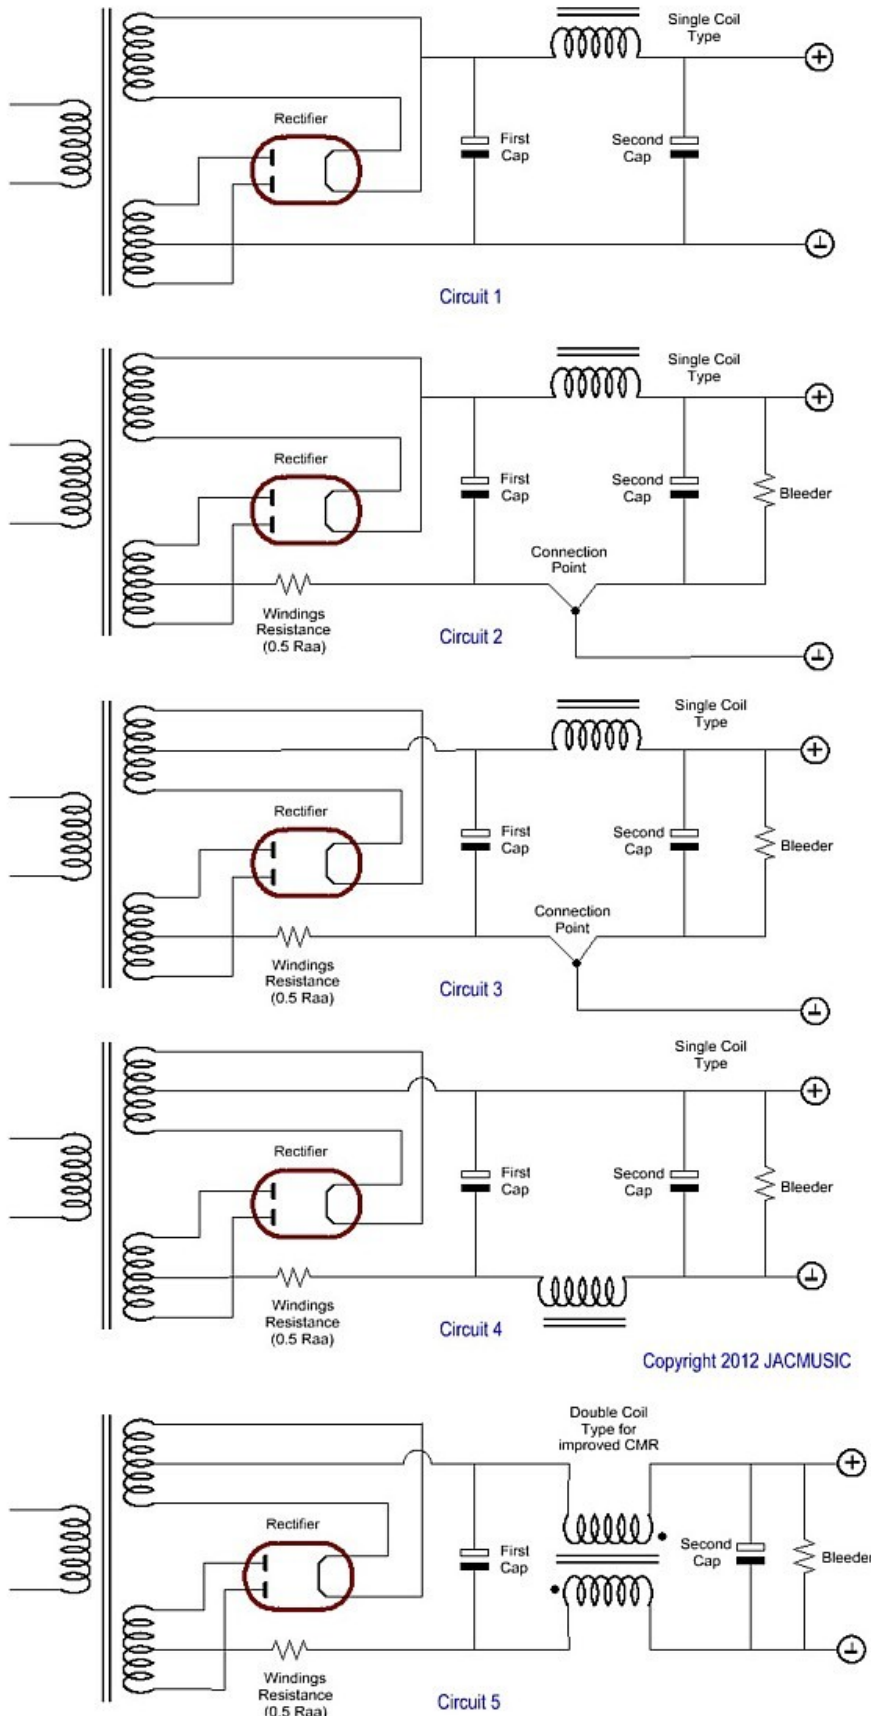 Single Coil
Type
Rectifier
First
Cap
Second
Cap
Circuit 1
Single Coil
Type
Rectifier
First
Cap
Second
Cap
Bleeder
Connection
Point
Windings
Resistance
(0.5 Raa)
Circuit 2
Single Coil
Type
Rectifier
First
Cap
Second
Cap
Bleeder
Connection
Point
Windings
Resistance
(0.5 Raa)
Circuit 3
Single Coil
Type
Rectifier
First
Cap
Second
Cap
Bleeder
Windings
Resistance
(0.5 Raa)
Circuit 4
Copyright 2012 JACMUSIC
Double Coil
Type for
improved CMR
Rectifier
First
Cap
Second
Cap
Bleeder
Windings
Resistance
(0.5 Raa)
Circuit 5